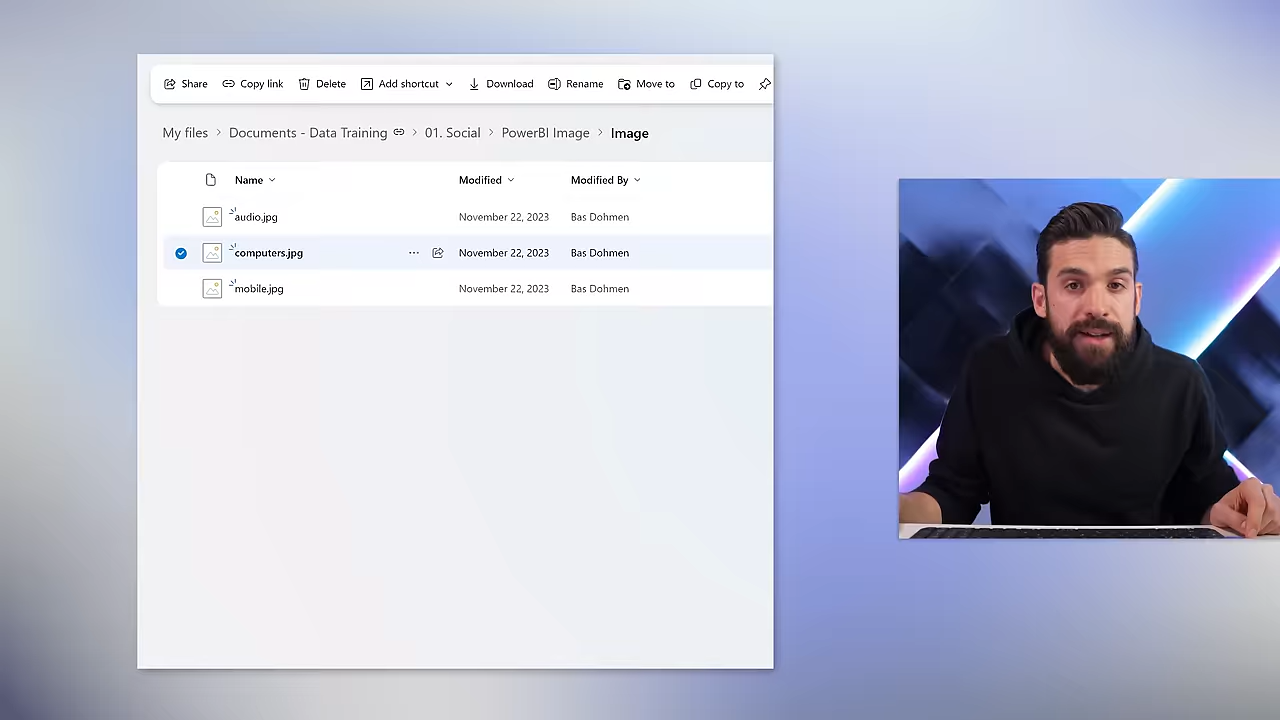 Share Copy link Delete Add shortcut Download Rename Move to Copy to
My files > Documents - Data Training > 01. Social > PowerBI Image > Image
Name Modified Modified By
audio.jpg November 22, 2023 Bas Dohmen
computers.jpg ··· November 22, 2023 Bas Dohmen
mobile.jpg November 22, 2023 Bas Dohmen